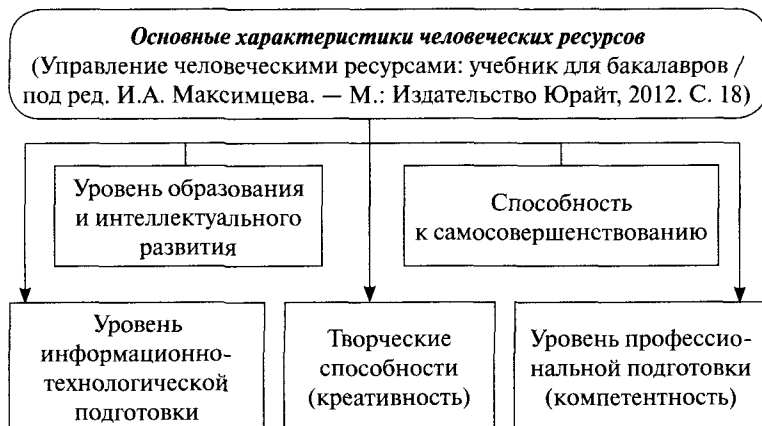 Основные характеристики человеческих ресурсов
(Управление человеческими ресурсами: учебник для бакалавров /
под ред. И.А. Максимцева. — М.: Издательство Юрайт, 2012. С. 18)
Уровень образования
и интеллектуального
развития
Способность
к самосовершенствованию
Уровень
информационно-
технологической
подготовки
Творческие
способности
(креативность)
Уровень профессио-
нальной подготовки
(компетентность)